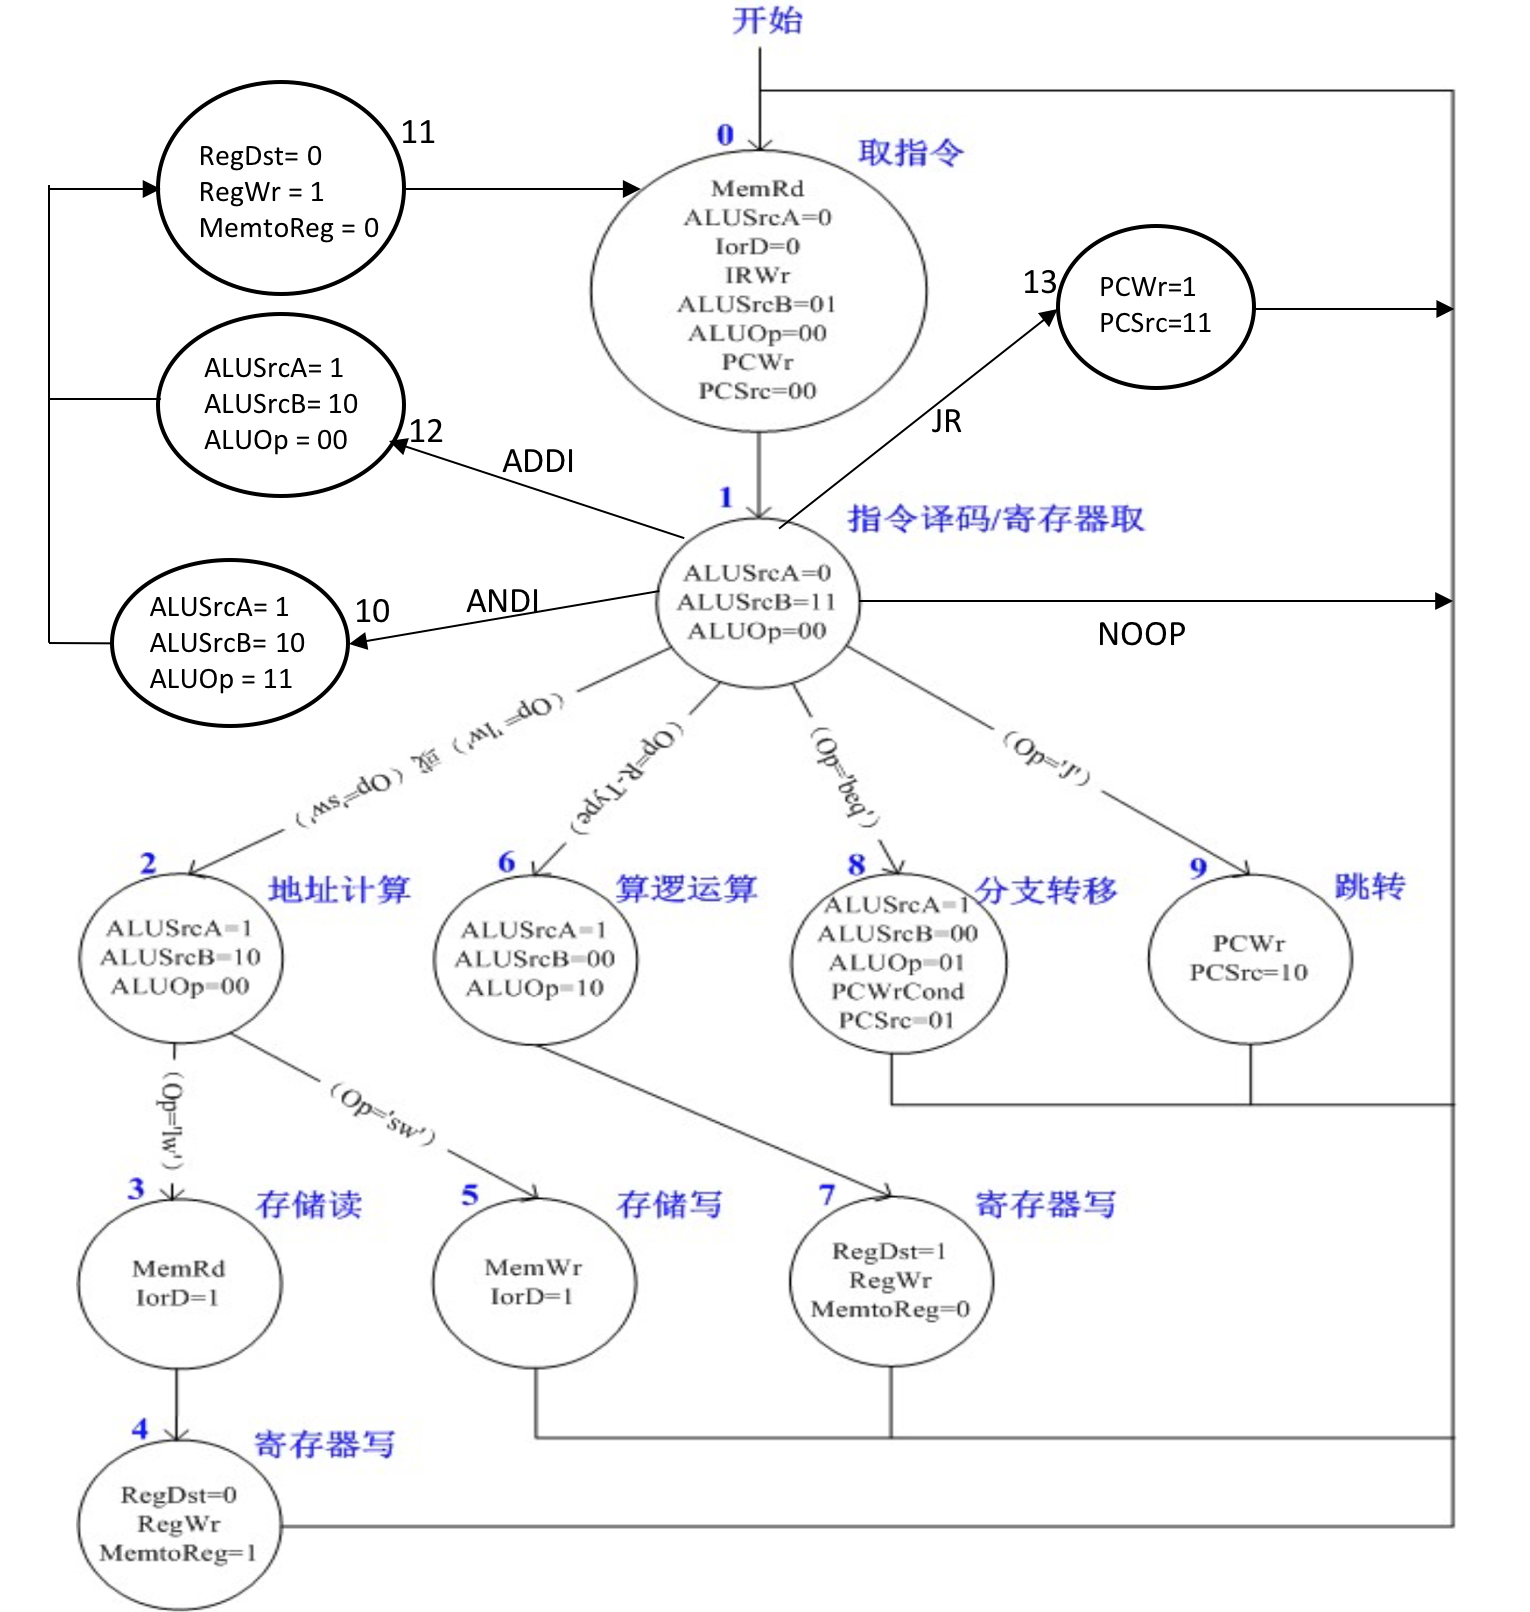 开始
11
RegDst= 0
RegWr = 1
MemtoReg = 0
0
取指令
MemRd
ALUSrcA=0
IorD=0
IRWr
ALUSrcB=01
ALUOp=00
PCWr
PCSrc=00
13
PCWr=1
PCSrc=11
ALUSrcA= 1
ALUSrcB= 10
ALUOp = 00
12
ADDI
JR
1
指令译码/寄存器取
ALUSrcA=0
ALUSrcB=11
ALUOp=00
ANDI
10
ALUSrcA= 1
ALUSrcB= 10
ALUOp = 11
NOOP
(Op='lw') 或 (Op='sw')
(Op=R-Type)
(Op='beq')
(Op='J')
2
地址计算
ALUSrcA=1
ALUSrcB=10
ALUOp=00
6
算逻运算
ALUSrcA=1
ALUSrcB=00
ALUOp=10
8
分支转移
ALUSrcA=1
ALUSrcB=00
ALUOp=01
PCWrCond
PCSrc=01
9
跳转
PCWr
PCSrc=10
(Op='lw')
(Op='sw')
3
存储读
MemRd
IorD=1
5
存储写
MemWr
IorD=1
7
寄存器写
RegDst=1
RegWr
MemtoReg=0
4
寄存器写
RegDst=0
RegWr
MemtoReg=1